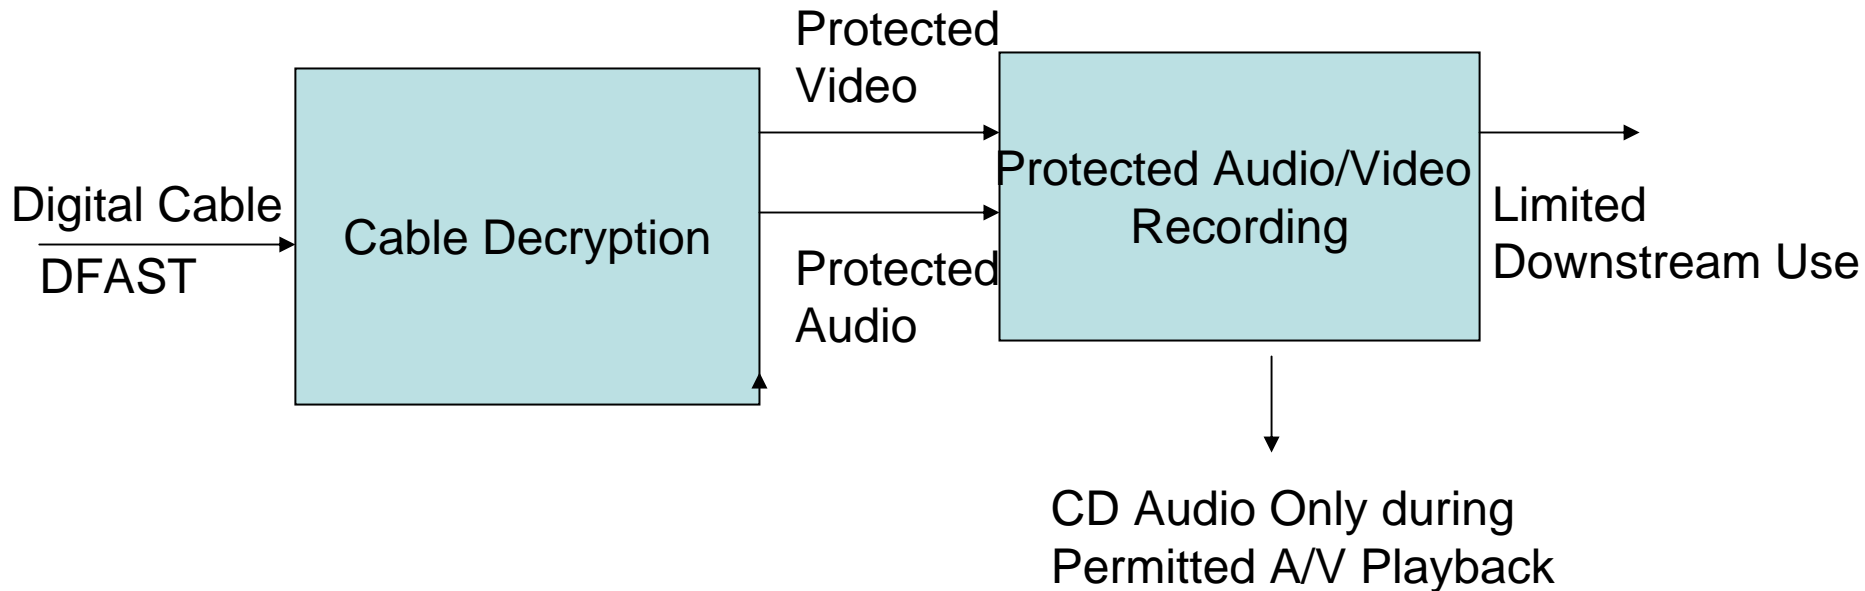 Digital Cable
DFAST
Cable Decryption
Protected
Video
Protected
Audio
Protected Audio/Video
Recording
Limited
Downstream Use
CD Audio Only during
Permitted A/V Playback